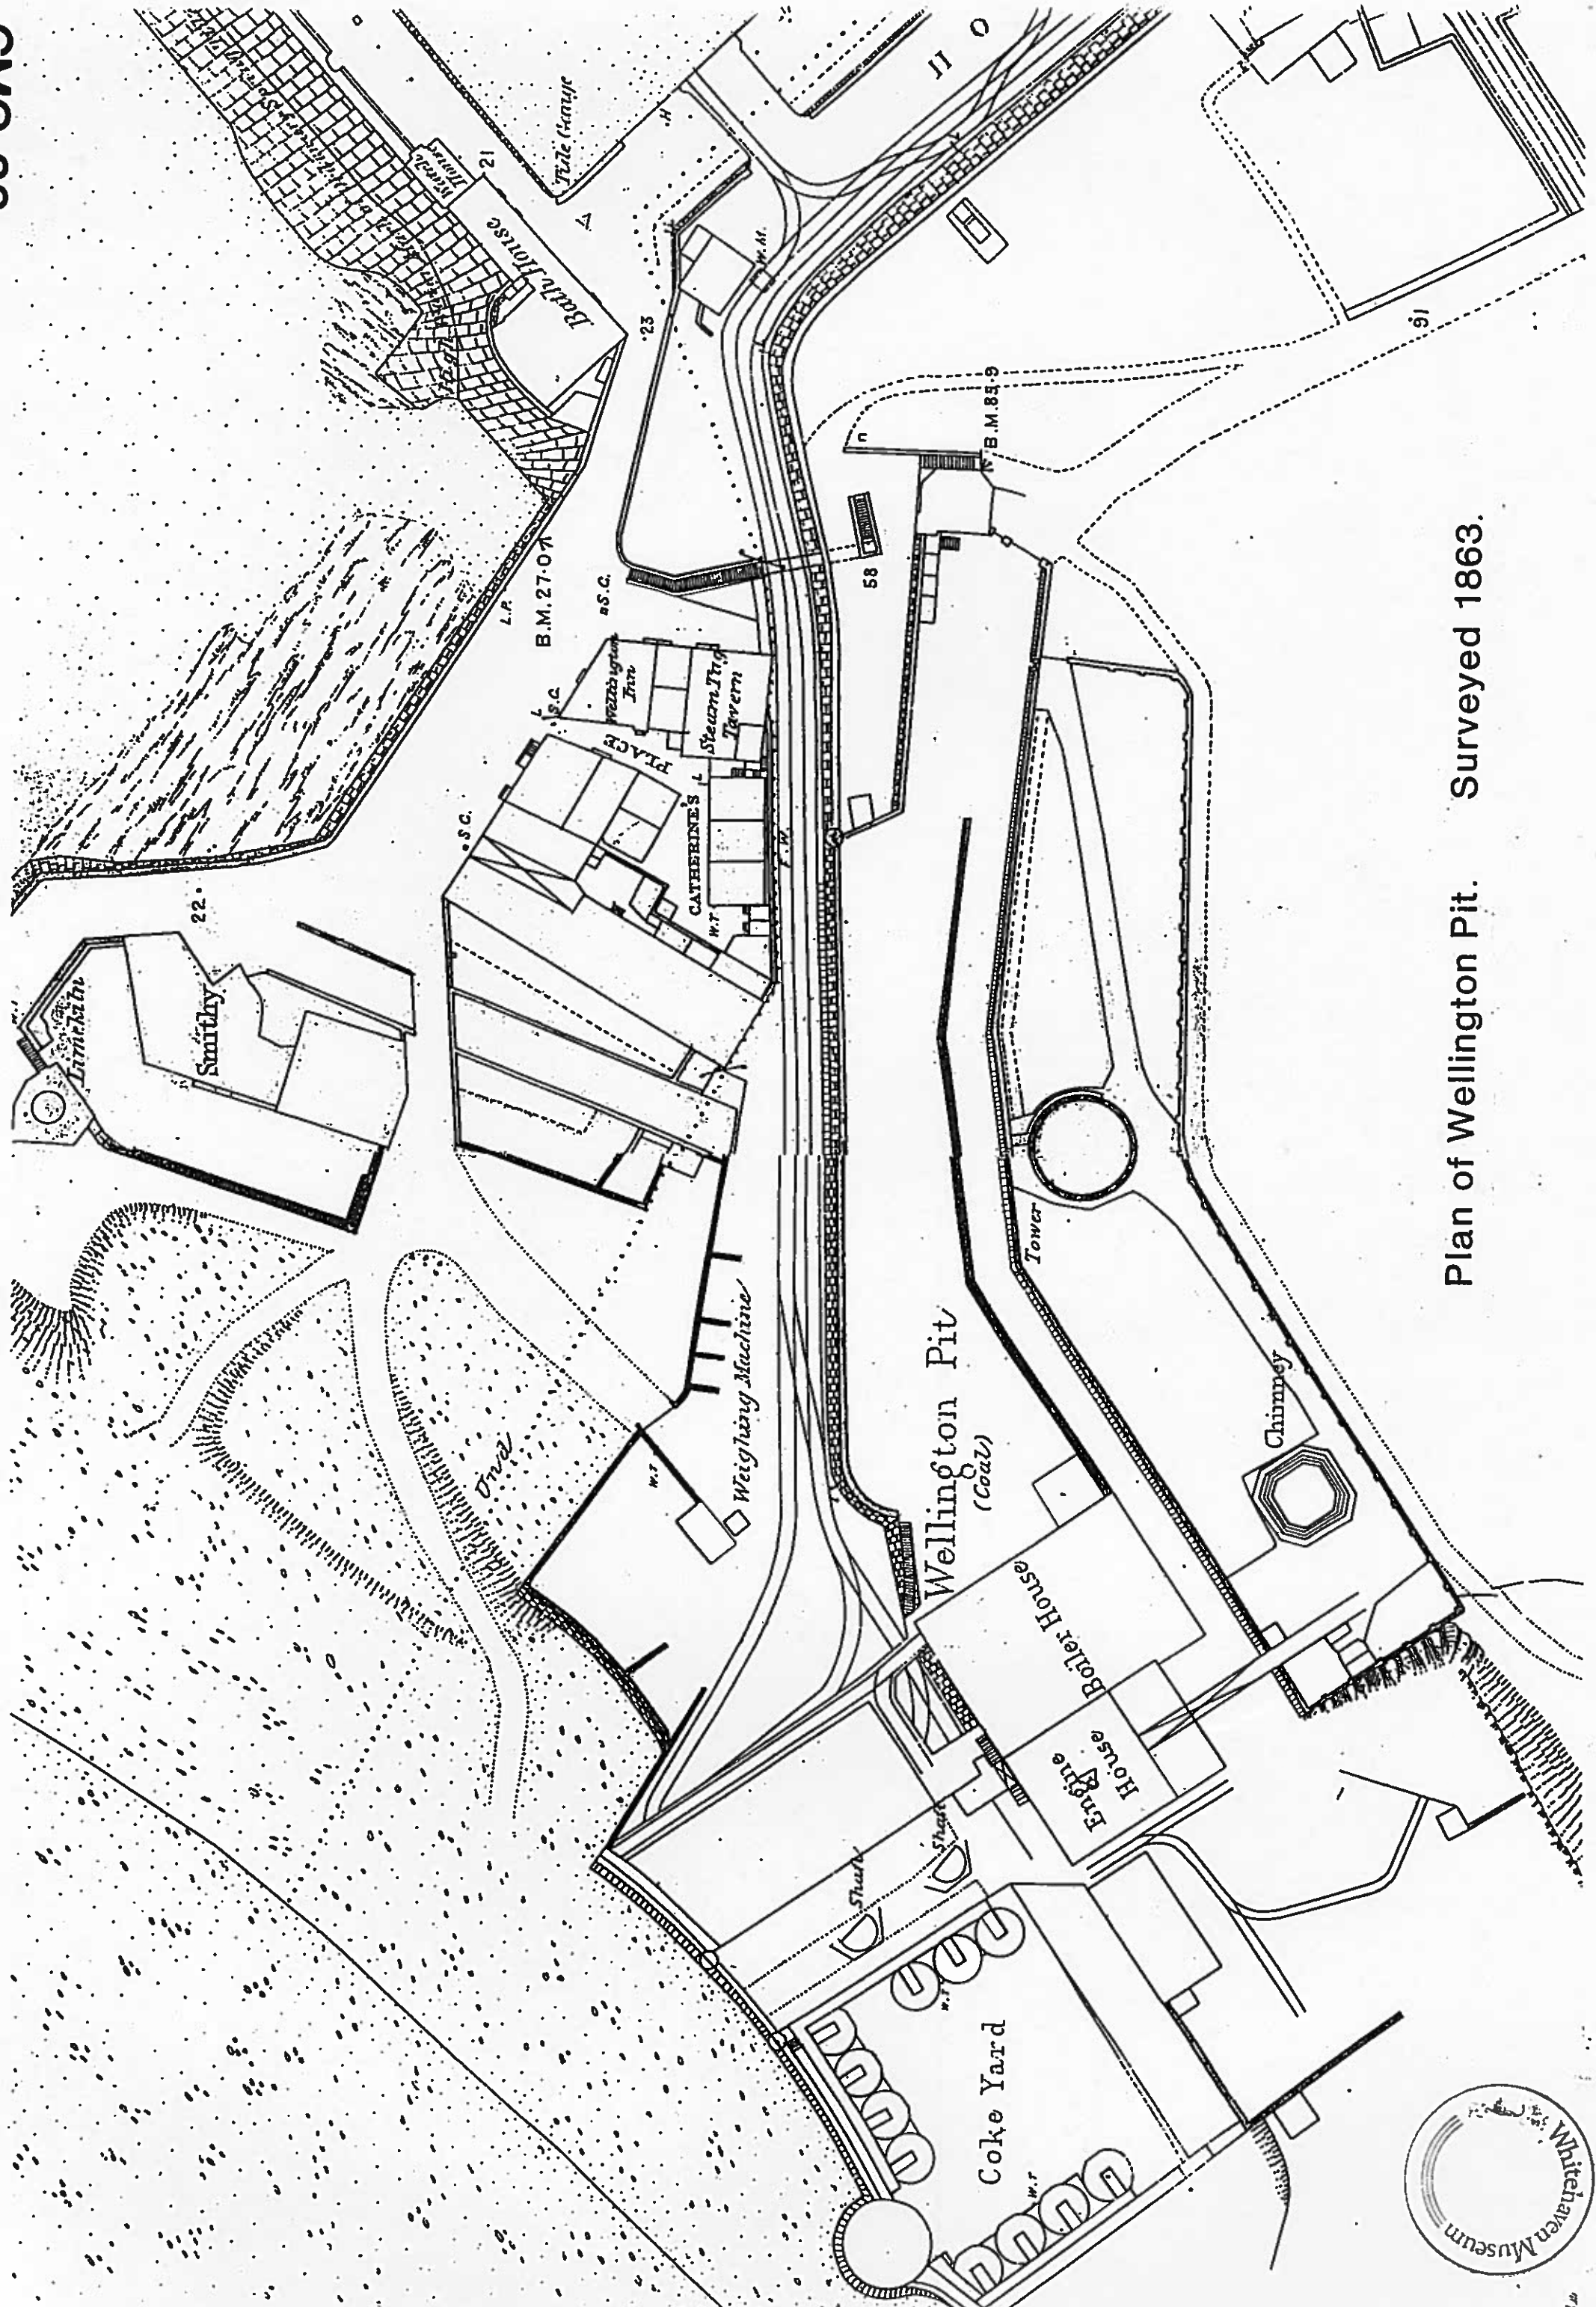 Plan of Wellington Pit. Surveyed 1863.
Limekiln
Smithy
22
Watch House
21
Bath House
Tide Gauge
H
23
W.M.
L.P.
B.M. 27·07
S.C.
L
S.C.
S.C.
Wellington Inn
Steam Tug Tavern
CATHERINE'S PLACE
L
W.T
F.W.
58
B.M. 85·9
91
W.T
Weighing Machine
Wellington Pit
(Coal)
Tower
Chimney
Boiler House
Engine House
Shaft
Shaft
Coke Yard
W.T
W.T
Whitehaven Museum